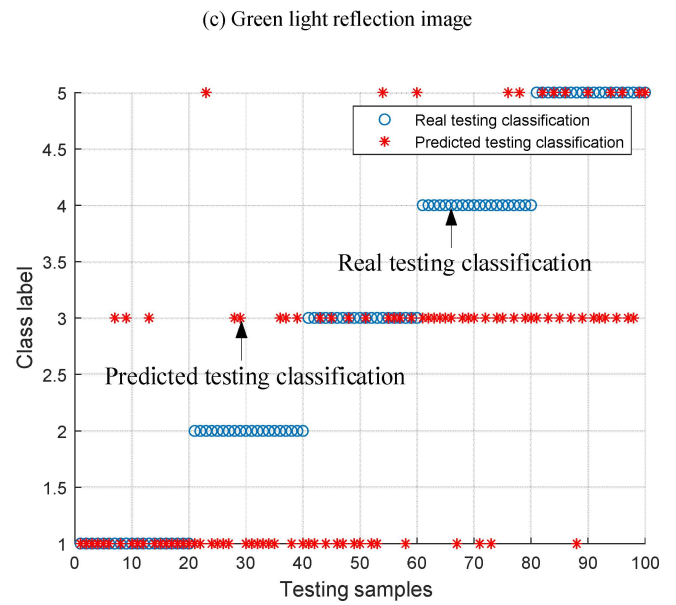 (c) Green light reflection image
5
4.5
4
3.5
3
2.5
2
1.5
1
Class label
Real testing classification
Predicted testing classification
Real testing classification
Predicted testing classification
0 10 20 30 40 50 60 70 80 90 100
Testing samples